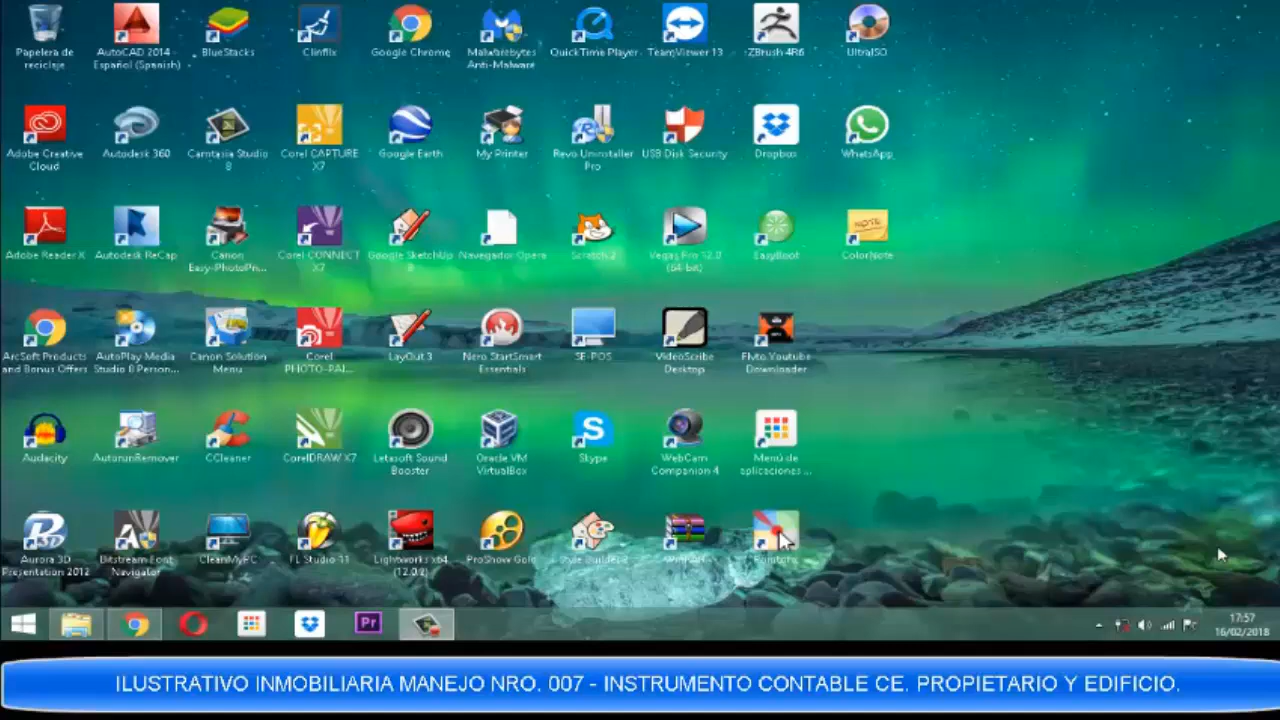 Papelera de
reciclaje
AutoCAD 2014 -
Español (Spanish)
BlueStacks
Clinfix
Google Chrome
Malwarebytes
Anti-Malware
QuickTime Player
TeamViewer 13
ZBrush 4R6
UltraISO
Adobe Creative
Cloud
Autodesk 360
Camtasia Studio
8
Corel CAPTURE
X7
Google Earth
My Printer
Revo Uninstaller
Pro
USB Disk Security
Dropbox
WhatsApp
Adobe Reader X
Autodesk ReCap
Canon
Easy-PhotoPri...
Corel CONNECT
X7
Google SketchUp
8
Navegador Opera
Scratch 2
Vegas Pro 12.0
(64-bit)
EasyBoot
NOTE
ColorNote
ArcSoft Products
and Bonus Offers
AutoPlay Media
Studio 8 Person...
Canon Solution
Menu
Corel
PHOTO-PAI...
LayOut 3
Nero StartSmart
Essentials
SE-POS
VideoScribe
Desktop
Flvto Youtube
Downloader
Audacity
AutorunRemover
CCleaner
CorelDRAW X7
Letasoft Sound
Booster
Oracle VM
VirtualBox
Skype
WebCam
Companion 4
Menú de
aplicaciones ...
Aurora 3D
Presentation 2012
Bitstream Font
Navigator
CleanMyPC
FL Studio 11
Lightworks x64
(12.0.2)
ProShow Gold
Style Builder 2
WinRAR
Pr
17:57
16/02/2018
ILUSTRATIVO INMOBILIARIA MANEJO NRO. 007 - INSTRUMENTO CONTABLE CE. PROPIETARIO Y EDIFICIO.